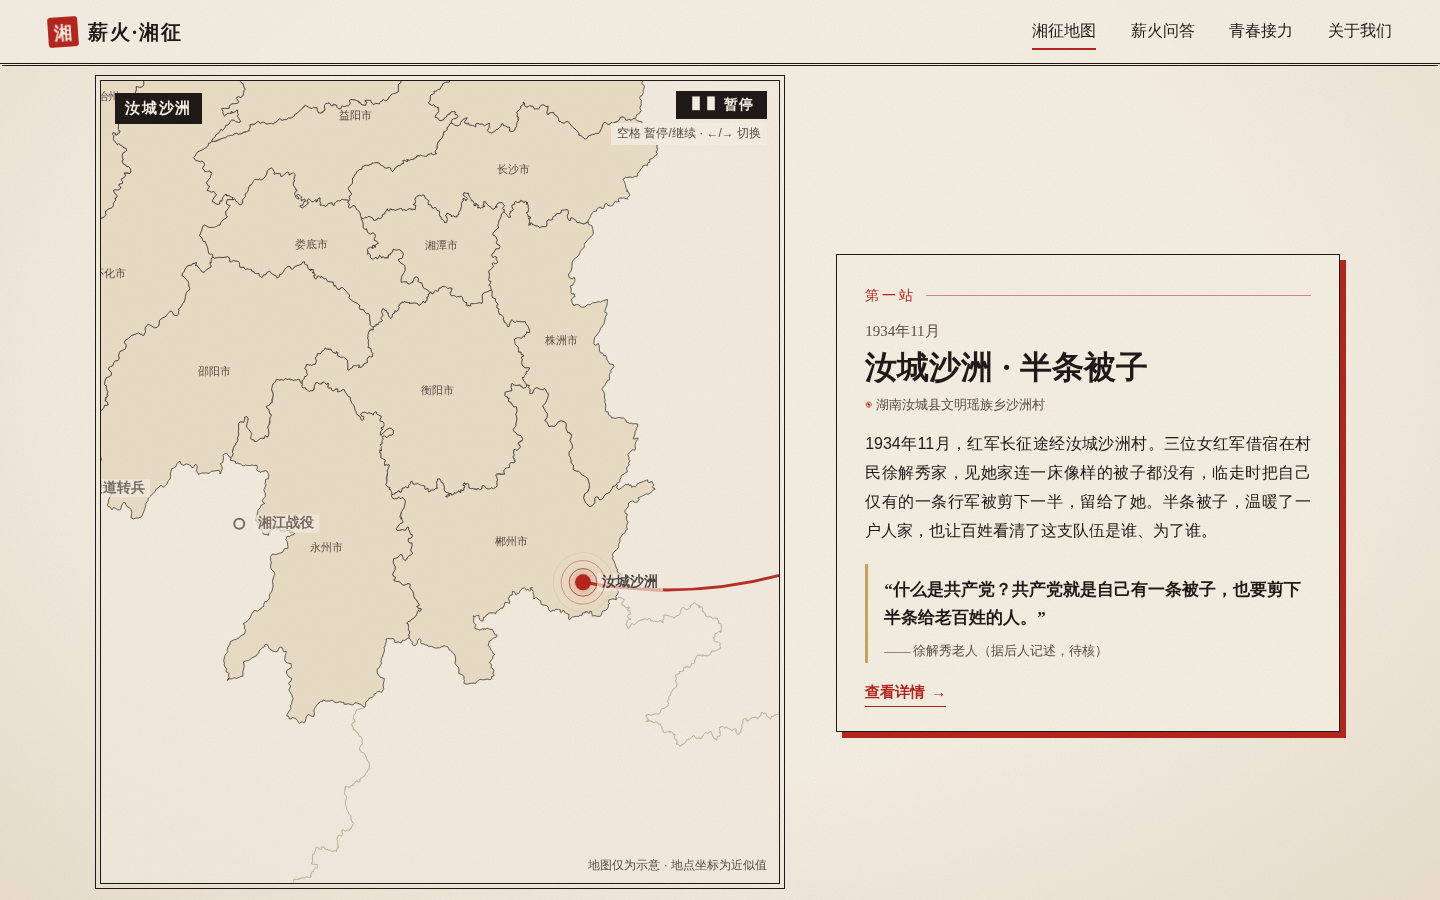 湘
薪火·湘征
湘征地图
薪火问答
青春接力
关于我们
汝城沙洲
暂停
空格 暂停/继续 · ←/→ 切换
益阳市
长沙市
娄底市
湘潭市
化市
株洲市
邵阳市
衡阳市
道转兵
湘江战役
永州市
郴州市
汝城沙洲
地图仅为示意 · 地点坐标为近似值
第一站
1934年11月
汝城沙洲 · 半条被子
湖南汝城县文明瑶族乡沙洲村
1934年11月，红军长征途经汝城沙洲村。三位女红军借宿在村
民徐解秀家，见她家连一床像样的被子都没有，临走时把自己
仅有的一条行军被剪下一半，留给了她。半条被子，温暖了一
户人家，也让百姓看清了这支队伍是谁、为了谁。
“什么是共产党？共产党就是自己有一条被子，也要剪下
半条给老百姓的人。”
—— 徐解秀老人（据后人记述，待核）
查看详情 →